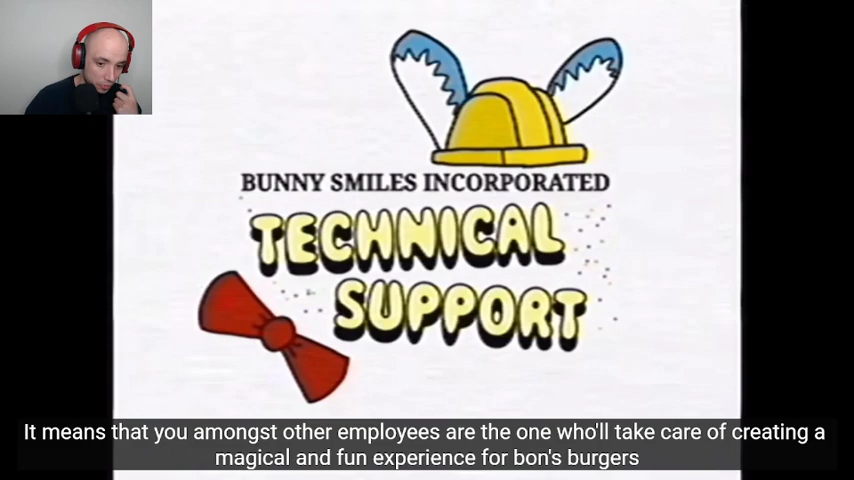 BUNNY SMILES INCORPORATED
TECHNICAL
SUPPORT
It means that you amongst other employees are the one who'll take care of creating a
magical and fun experience for bon's burgers